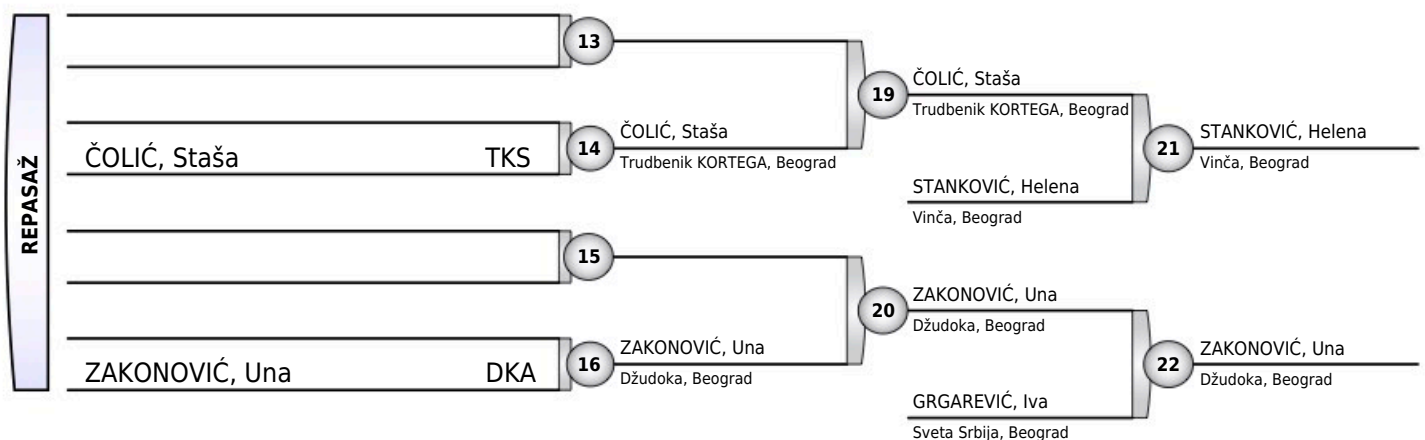 REPASAŽ
13
ČOLIĆ, Staša TKS
14
ČOLIĆ, Staša
Trudbenik KORTEGA, Beograd
15
ZAKONOVIĆ, Una DKA
16
ZAKONOVIĆ, Una
Džudoka, Beograd
19
ČOLIĆ, Staša
Trudbenik KORTEGA, Beograd
STANKOVIĆ, Helena
Vinča, Beograd
20
ZAKONOVIĆ, Una
Džudoka, Beograd
GRGAREVIĆ, Iva
Sveta Srbija, Beograd
21
STANKOVIĆ, Helena
Vinča, Beograd
22
ZAKONOVIĆ, Una
Džudoka, Beograd